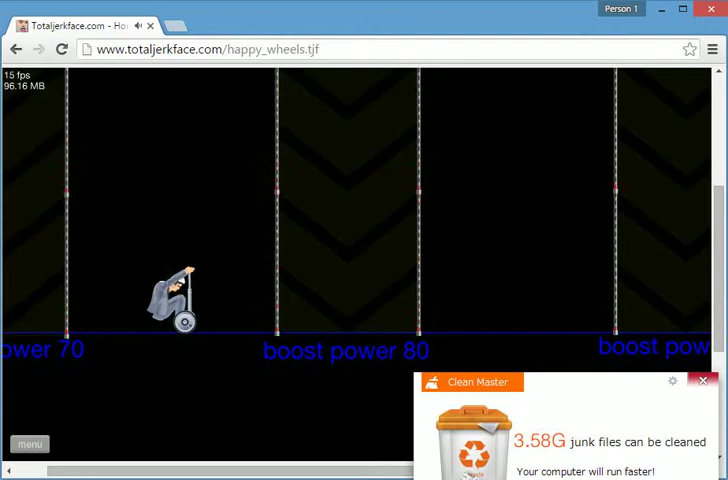 Person 1
Totaljerkface.com - Ho
www.totaljerkface.com/happy_wheels.tjf
15 fps
96.16 MB
ower 70
boost power 80
boost pow
Clean Master
3.58G junk files can be cleaned
Your computer will run faster!
menu